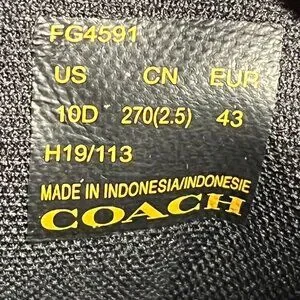 FG4591
US CN EUR
10D 270(2.5) 43
H19/113
MADE IN INDONESIA/INDONESIE
COACH